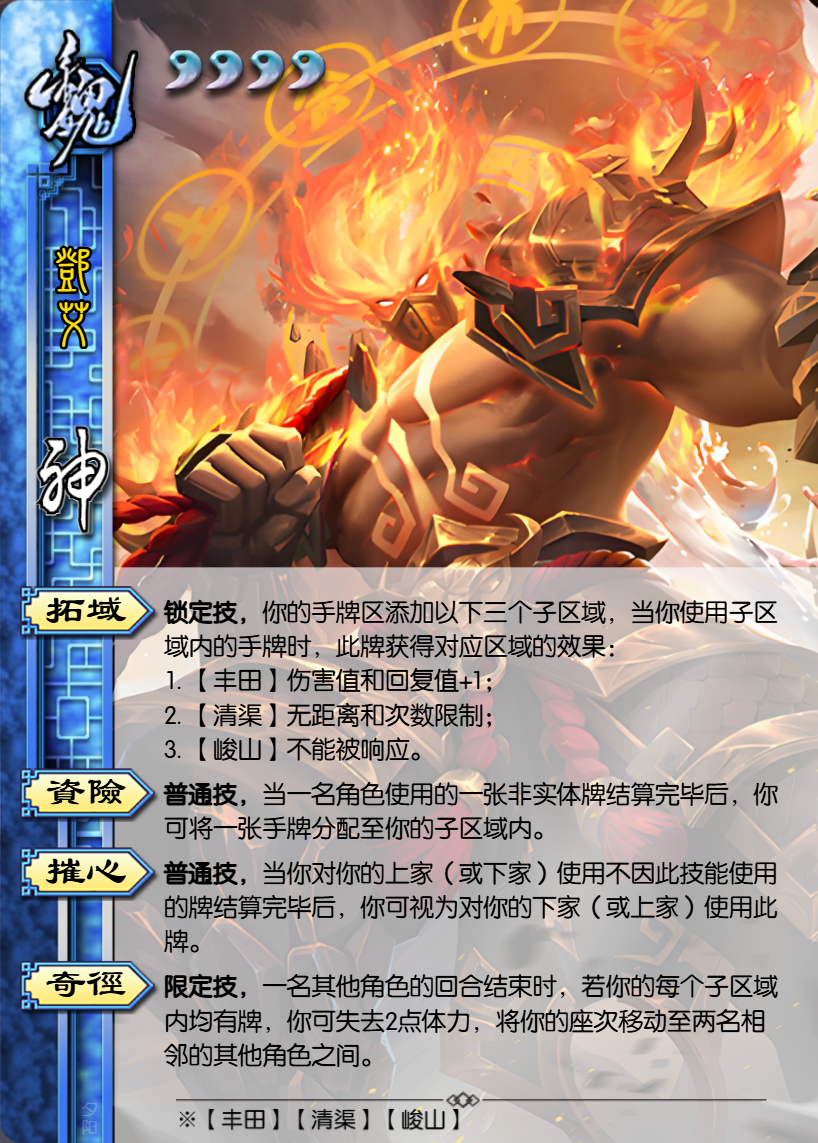 魏
鄧艾
神
拓域
锁定技，你的手牌区添加以下三个子区域，当你使用子区
域内的手牌时，此牌获得对应区域的效果：
1.【丰田】伤害值和回复值+1；
2.【清渠】无距离和次数限制；
3.【峻山】不能被响应。
資險
普通技，当一名角色使用的一张非实体牌结算完毕后，你
可将一张手牌分配至你的子区域内。
摧心
普通技，当你对你的上家（或下家）使用不因此技能使用
的牌结算完毕后，你可视为对你的下家（或上家）使用此
牌。
奇徑
限定技，一名其他角色的回合结束时，若你的每个子区域
内均有牌，你可失去2点体力，将你的座次移动至两名相
邻的其他角色之间。
※【丰田】【清渠】【峻山】
夕阳